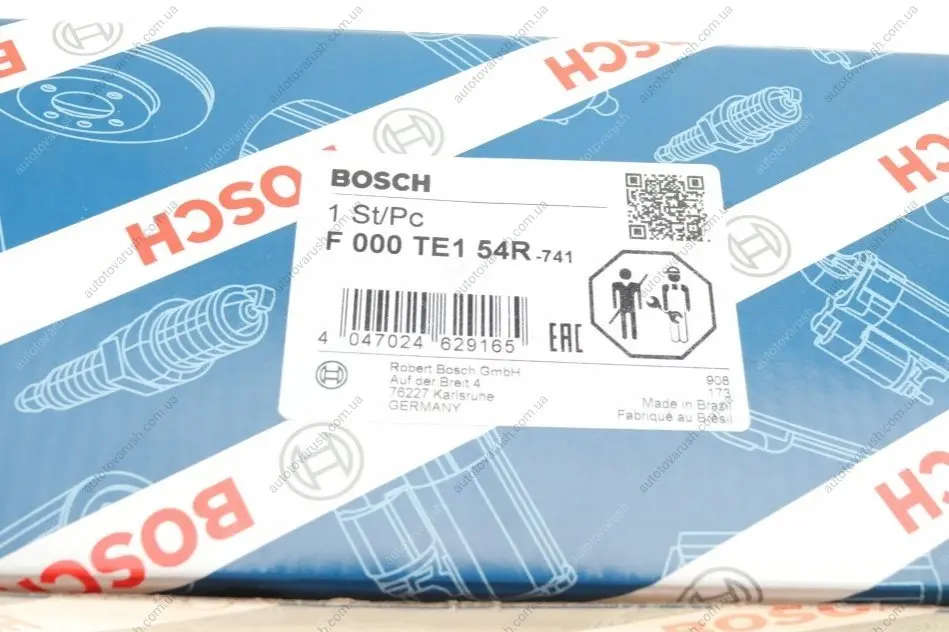 BOSCH
BOSCH
BOSCH
BOSCH
BOSCH
1 St/Pc
F 000 TE1 54R -741
4 047024 629165
EAC
Robert Bosch GmbH
Auf der Breit 4
76227 Karlsruhe
GERMANY
908
173
Made in Brasil
Fabriqué au Brésil
autotovarush.com.ua